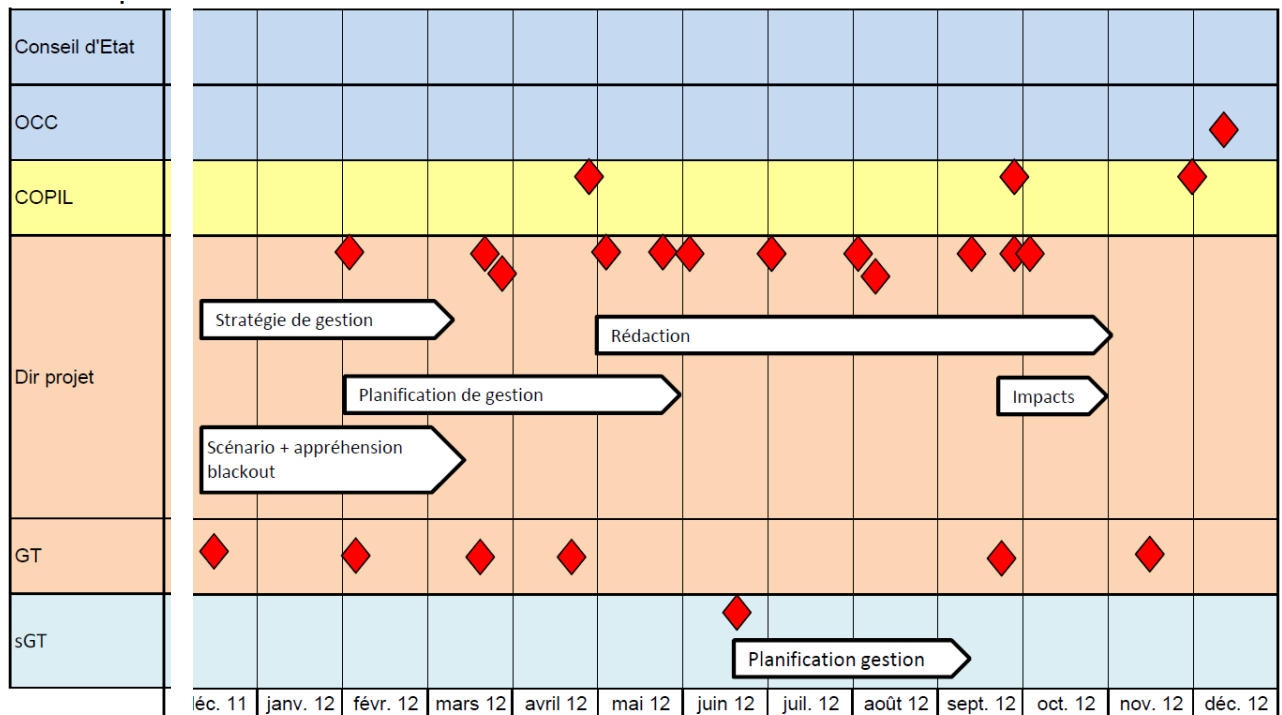 Conseil d'Etat
OCC
COPIL
Stratégie de gestion
Rédaction
Dir projet
Planification de gestion
Impacts
Scénario + appréhension
blackout
GT
sGT
Planification gestion
éc. 11 janv. 12 févr. 12 mars 12 avril 12 mai 12 juin 12 juil. 12 août 12 sept. 12 oct. 12 nov. 12 déc. 12